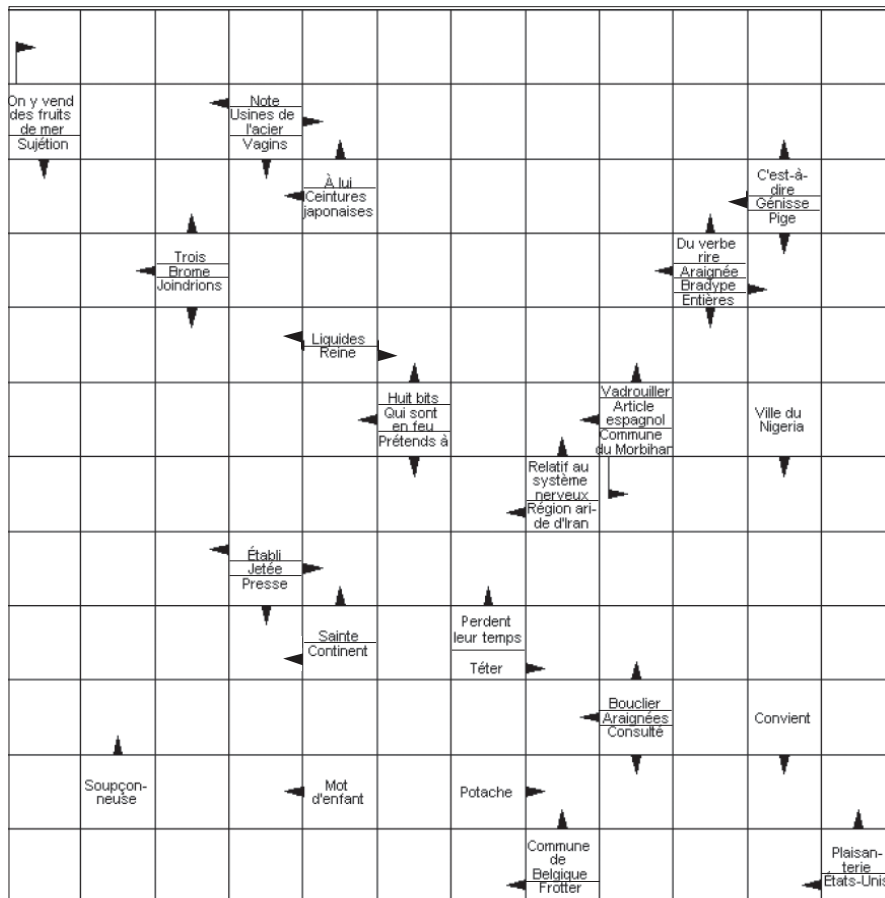 On y vend
des fruits
de mer
Sujétion
Note
Usines de
l'acier
Vagins
À lui
Ceintures
japonaises
C'est-à-
dire
Génisse
Pige
Trois
Brome
Joindrions
Du verbe
rire
Araignée
Bradype
Entières
Liquides
Reine
Huit bits
Qui sont
en feu
Prétends à
Vadrouiller
Article
espagnol
Commune
du Morbihan
Ville du
Nigeria
Relatif au
système
nerveux
Région ari-
de d'Iran
Établi
Jetée
Presse
Sainte
Continent
Perdent
leur temps
Téter
Bouclier
Araignées
Consulté
Convient
Soupçon-
neuse
Mot
d'enfant
Potache
Commune
de
Belgique
Frotter
Plaisan-
terie
États-Unis